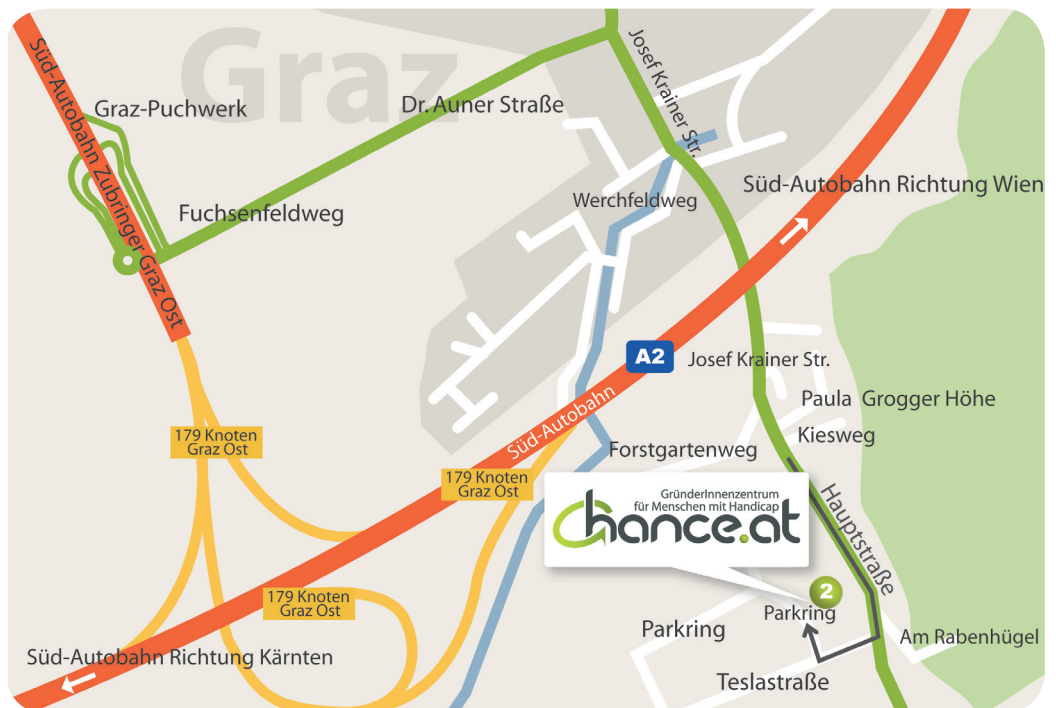 Graz
Süd-Autobahn Zubringer Graz Ost
Graz-Puchwerk
Dr. Auner Straße
Josef Krainer Str.
Fuchsenfeldweg
Werchfeldweg
Süd-Autobahn Richtung Wien
A2
Josef Krainer Str.
Paula Grogger Höhe
Kiesweg
Süd-Autobahn
Forstgartenweg
179 Knoten
Graz Ost
179 Knoten
Graz Ost
GründerInnenzentrum
für Menschen mit Handicap
chance.at
Hauptstraße
179 Knoten
Graz Ost
2
Parkring
Parkring
Am Rabenhügel
Süd-Autobahn Richtung Kärnten
Teslastraße